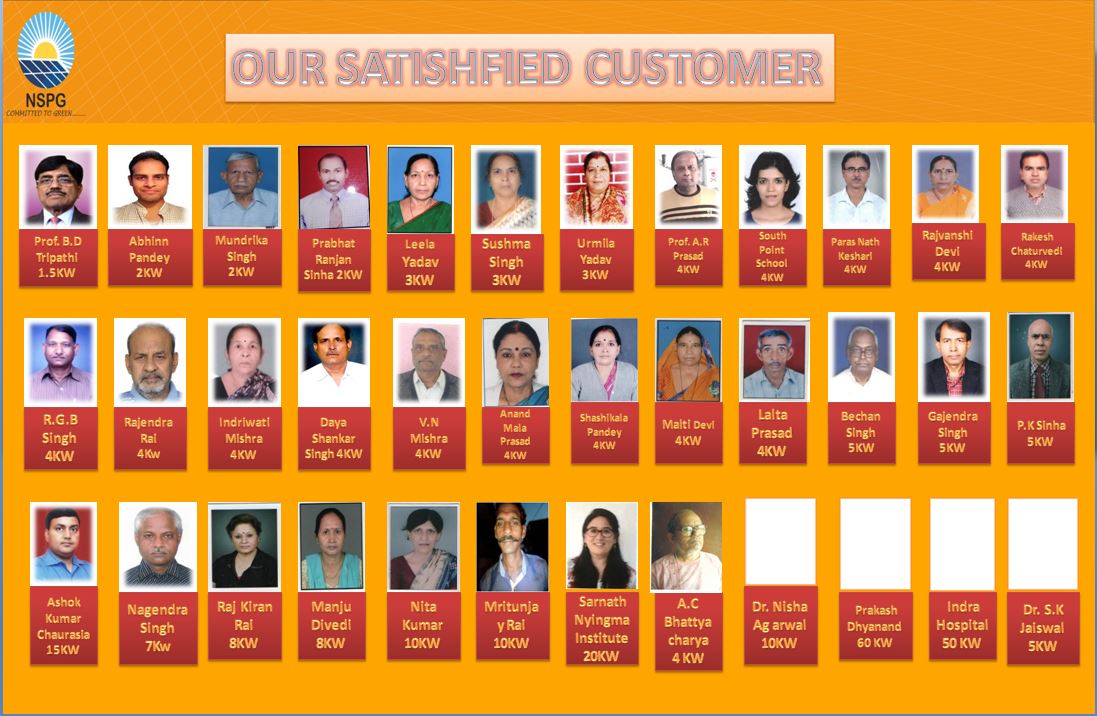 OUR SATISHFIED CUSTOMER
NSPG
COMMITTED TO GREEN........
Prof. B.D
Tripathi
1.5KW
Abhinn
Pandey
2KW
Mundrika
Singh
2KW
Prabhat
Ranjan
Sinha 2KW
Leela
Yadav
3KW
Sushma
Singh
3KW
Urmila
Yadav
3KW
Prof. A.R
Prasad
4KW
South
Point
School
4KW
Paras Nath
Keshari
4KW
Rajvanshi
Devi
4KW
Rakesh
Chaturvedi
4KW
R.G.B
Singh
4KW
Rajendra
Rai
4Kw
Indriwati
Mishra
4KW
Daya
Shankar
Singh 4KW
V.N
Mishra
4KW
Anand
Mala
Prasad
4KW
Shashikala
Pandey
4KW
Malti Devi
4KW
Lalta
Prasad
4KW
Bechan
Singh
5KW
Gajendra
Singh
5KW
P.K Sinha
5KW
Ashok
Kumar
Chaurasia
15KW
Nagendra
Singh
7Kw
Raj Kiran
Rai
8KW
Manju
Divedi
8KW
Nita
Kumar
10KW
Mritunja
y Rai
10KW
Sarnath
Nyingma
Institute
20KW
A.C
Bhattya
charya
4 KW
Dr. Nisha
Ag arwal
10KW
Prakash
Dhyanand
60 KW
Indra
Hospital
50 KW
Dr. S.K
Jaiswal
5KW